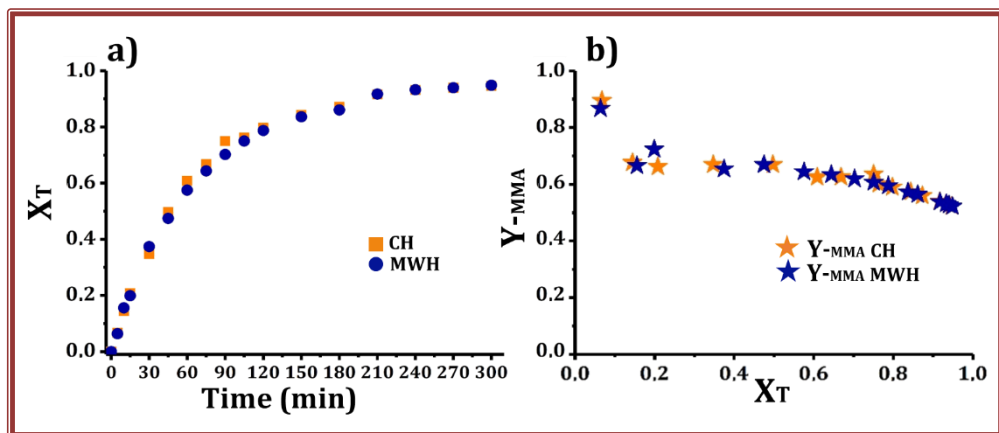 a)
1.0
0.8
0.6
0.4
0.2
0.0
XT
CH
MWH
0 30 60 90 120 150 180 210 240 270 300
Time (min)
b)
1.0
0.8
0.6
0.4
0.2
0.0
Y-MMA
Y-MMA CH
Y-MMA MWH
0.0 0.2 0.4 0.6 0.8 1.0
XT